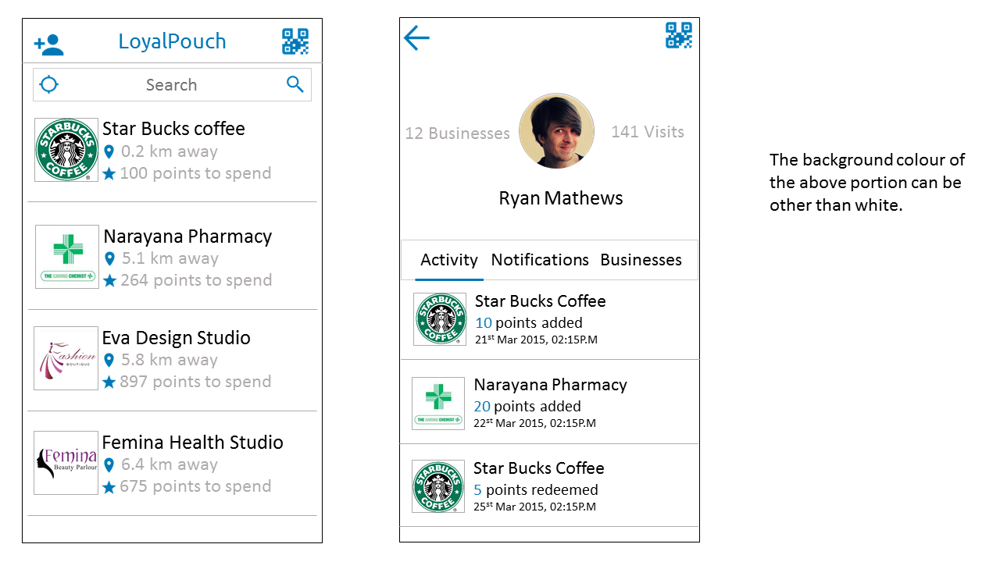 LoyalPouch
Search
STARBUCKS
COFFEE
Star Bucks coffee
0.2 km away
100 points to spend
THE CARING CHEMIST
Narayana Pharmacy
5.1 km away
264 points to spend
Fashion
BOUTIQUE
Eva Design Studio
5.8 km away
897 points to spend
Femina
Beauty Parlour
Femina Health Studio
6.4 km away
675 points to spend
12 Businesses
141 Visits
Ryan Mathews
Activity Notifications Businesses
STARBUCKS
COFFEE
Star Bucks Coffee
10 points added
21st Mar 2015, 02:15P.M
THE CARING CHEMIST
Narayana Pharmacy
20 points added
22st Mar 2015, 02:15P.M
STARBUCKS
COFFEE
Star Bucks Coffee
5 points redeemed
25st Mar 2015, 02:15P.M
The background colour of
the above portion can be
other than white.